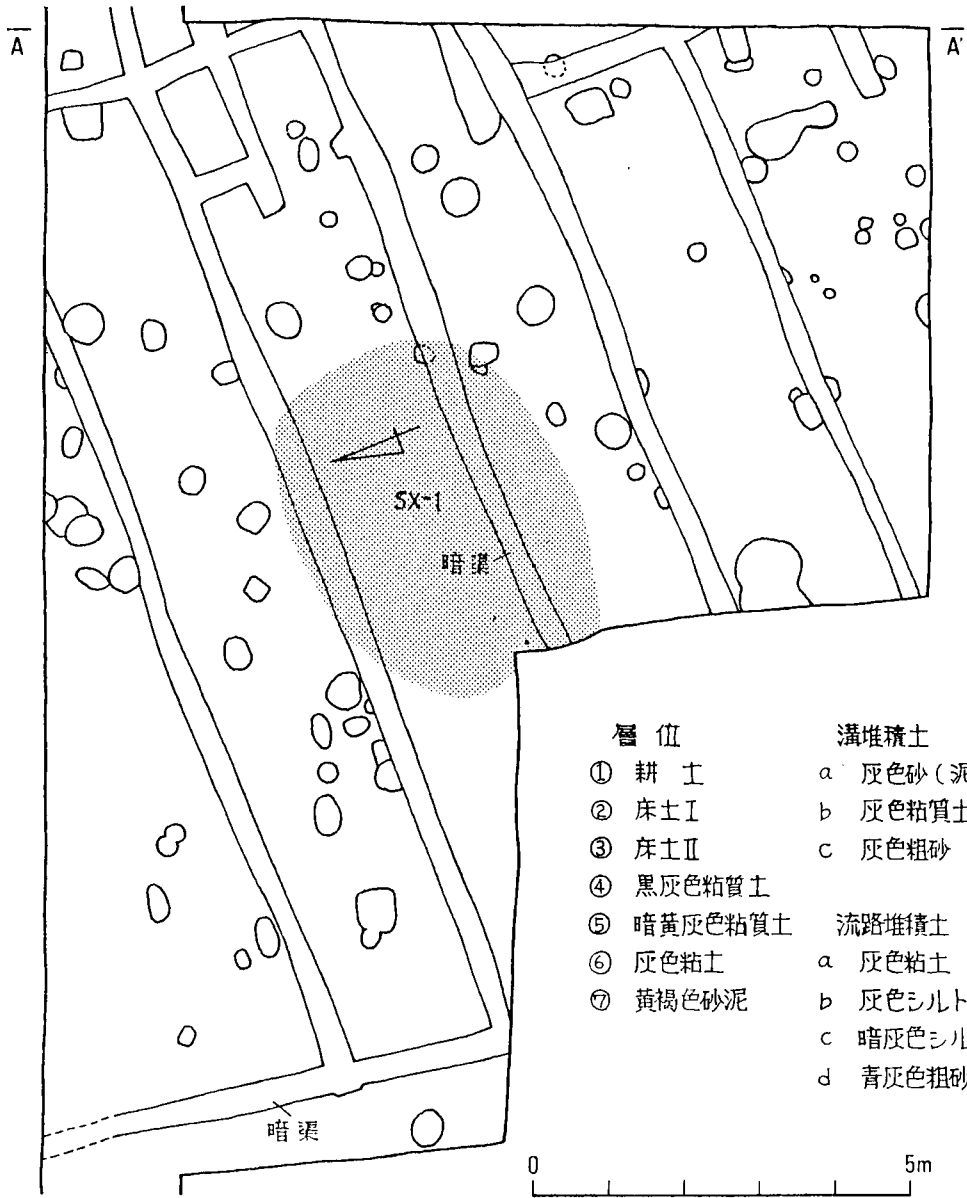 A
A'
SX-1
暗渠
層位
① 耕土
② 床土Ⅰ
③ 床土Ⅱ
④ 黒灰色粘質土
⑤ 暗黄灰色粘質土
⑥ 灰色粘土
⑦ 黄褐色砂泥
溝堆積土
a 灰色砂(泥
b 灰色粘質土
c 灰色粗砂
流路堆積土
a 灰色粘土
b 灰色シルト
c 暗灰色シル
d 青灰色粗砂
暗渠
0
5m